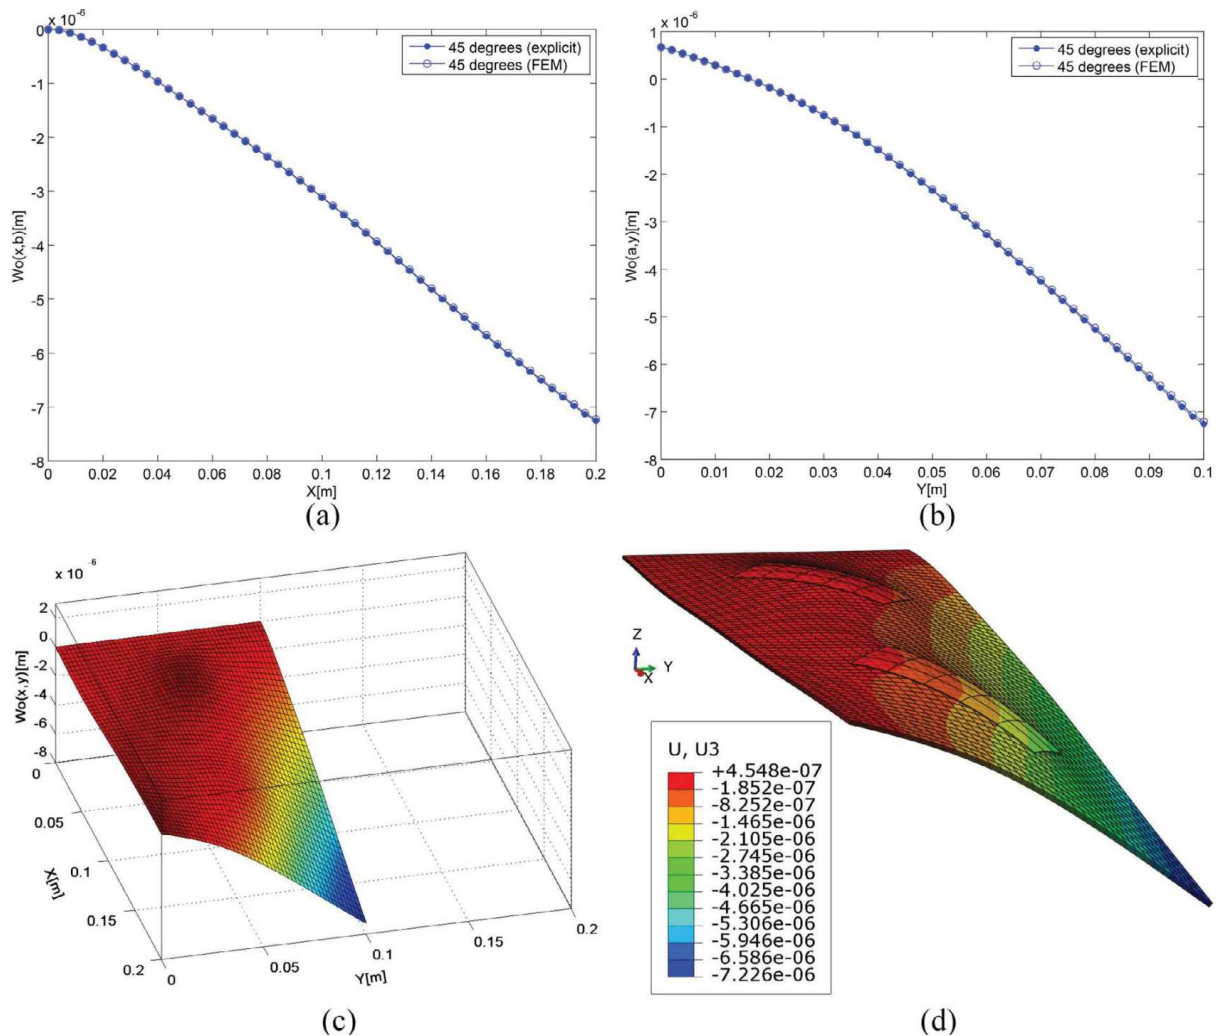 x 10 -6
0
-1
-2
-3
-4
-5
-6
-7
-8
Wo(x,b)[m]
45 degrees (explicit)
45 degrees (FEM)
0 0.02 0.04 0.06 0.08 0.1 0.12 0.14 0.16 0.18 0.2
X[m]
(a)
x 10 -6
1
0
-1
-2
-3
-4
-5
-6
-7
-8
Wo(a,y)[m]
45 degrees (explicit)
45 degrees (FEM)
0 0.01 0.02 0.03 0.04 0.05 0.06 0.07 0.08 0.09 0.1
Y[m]
(b)
x 10 -6
2
0
-2
-4
-6
-8
Wo(x,y)[m]
0
0.05
0.1
0.15
0.2
X[m]
0
0.05
0.1
0.15
0.2
Y[m]
(c)
Z
Y
X
U, U3
+4.548e-07
-1.852e-07
-8.252e-07
-1.465e-06
-2.105e-06
-2.745e-06
-3.385e-06
-4.025e-06
-4.665e-06
-5.306e-06
-5.946e-06
-6.586e-06
-7.226e-06
(d)